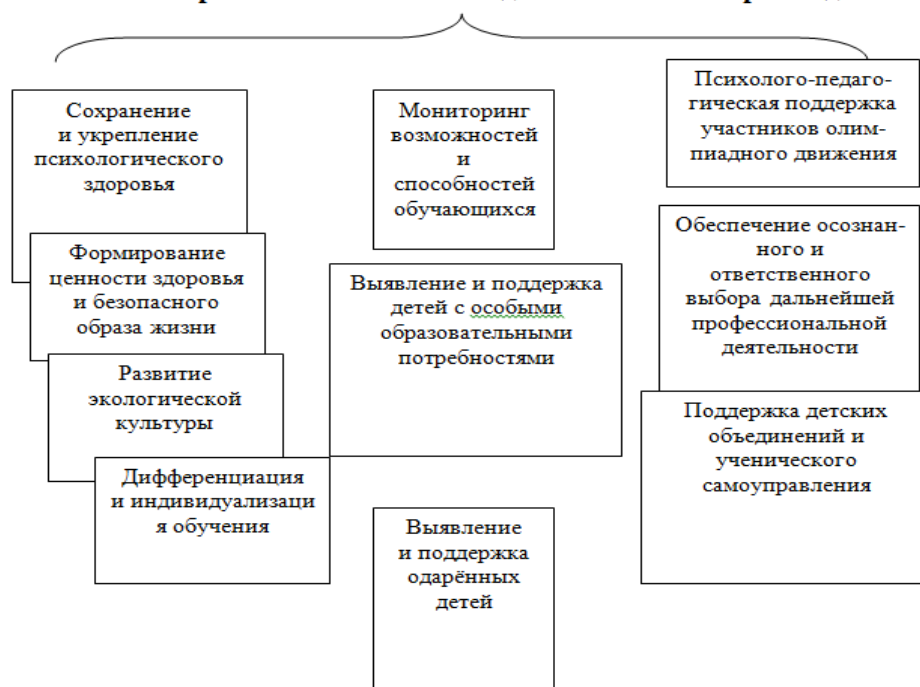 Сохранение
и укрепление
психологического
здоровья
Формирование
ценности здоровья
и безопасного
образа жизни
Развитие
экологической
культуры
Дифференциация
и индивидуализаци
я обучения
Мониторинг
возможностей
и
способностей
обучающихся
Выявление и поддержка
детей с особыми
образовательными
потребностями
Выявление
и поддержка
одарённых
детей
Психолого-педаго-
гическая поддержка
участников олим-
пиадного движения
Обеспечение осознан-
ного и
ответственного
выбора дальнейшей
профессиональной
деятельности
Поддержка детских
объединений и
ученического
самоуправления